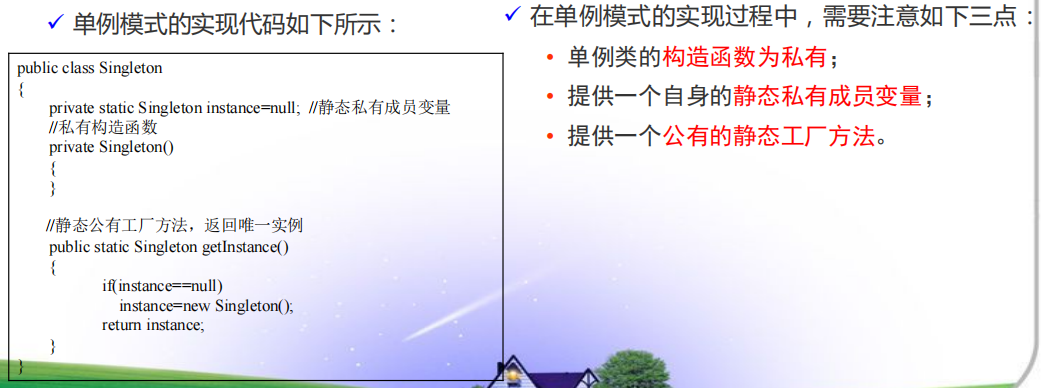 ✓ 单例模式的实现代码如下所示：
public class Singleton
{
private static Singleton instance=null; //静态私有成员变量
//私有构造函数
private Singleton()
{
}
//静态公有工厂方法，返回唯一实例
public static Singleton getInstance()
{
if(instance==null)
instance=new Singleton();
return instance;
}
}
✓ 在单例模式的实现过程中，需要注意如下三点：
• 单例类的构造函数为私有；
• 提供一个自身的静态私有成员变量；
• 提供一个公有的静态工厂方法。